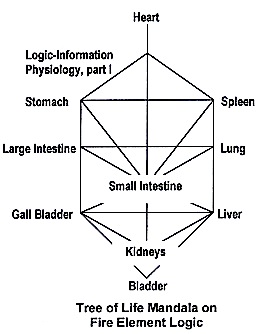 Heart
Logic-Information
Physiology, part I
Stomach Spleen
Large Intestine Lung
Small Intestine
Gall Bladder Liver
Kidneys
Bladder
Tree of Life Mandala on
Fire Element Logic